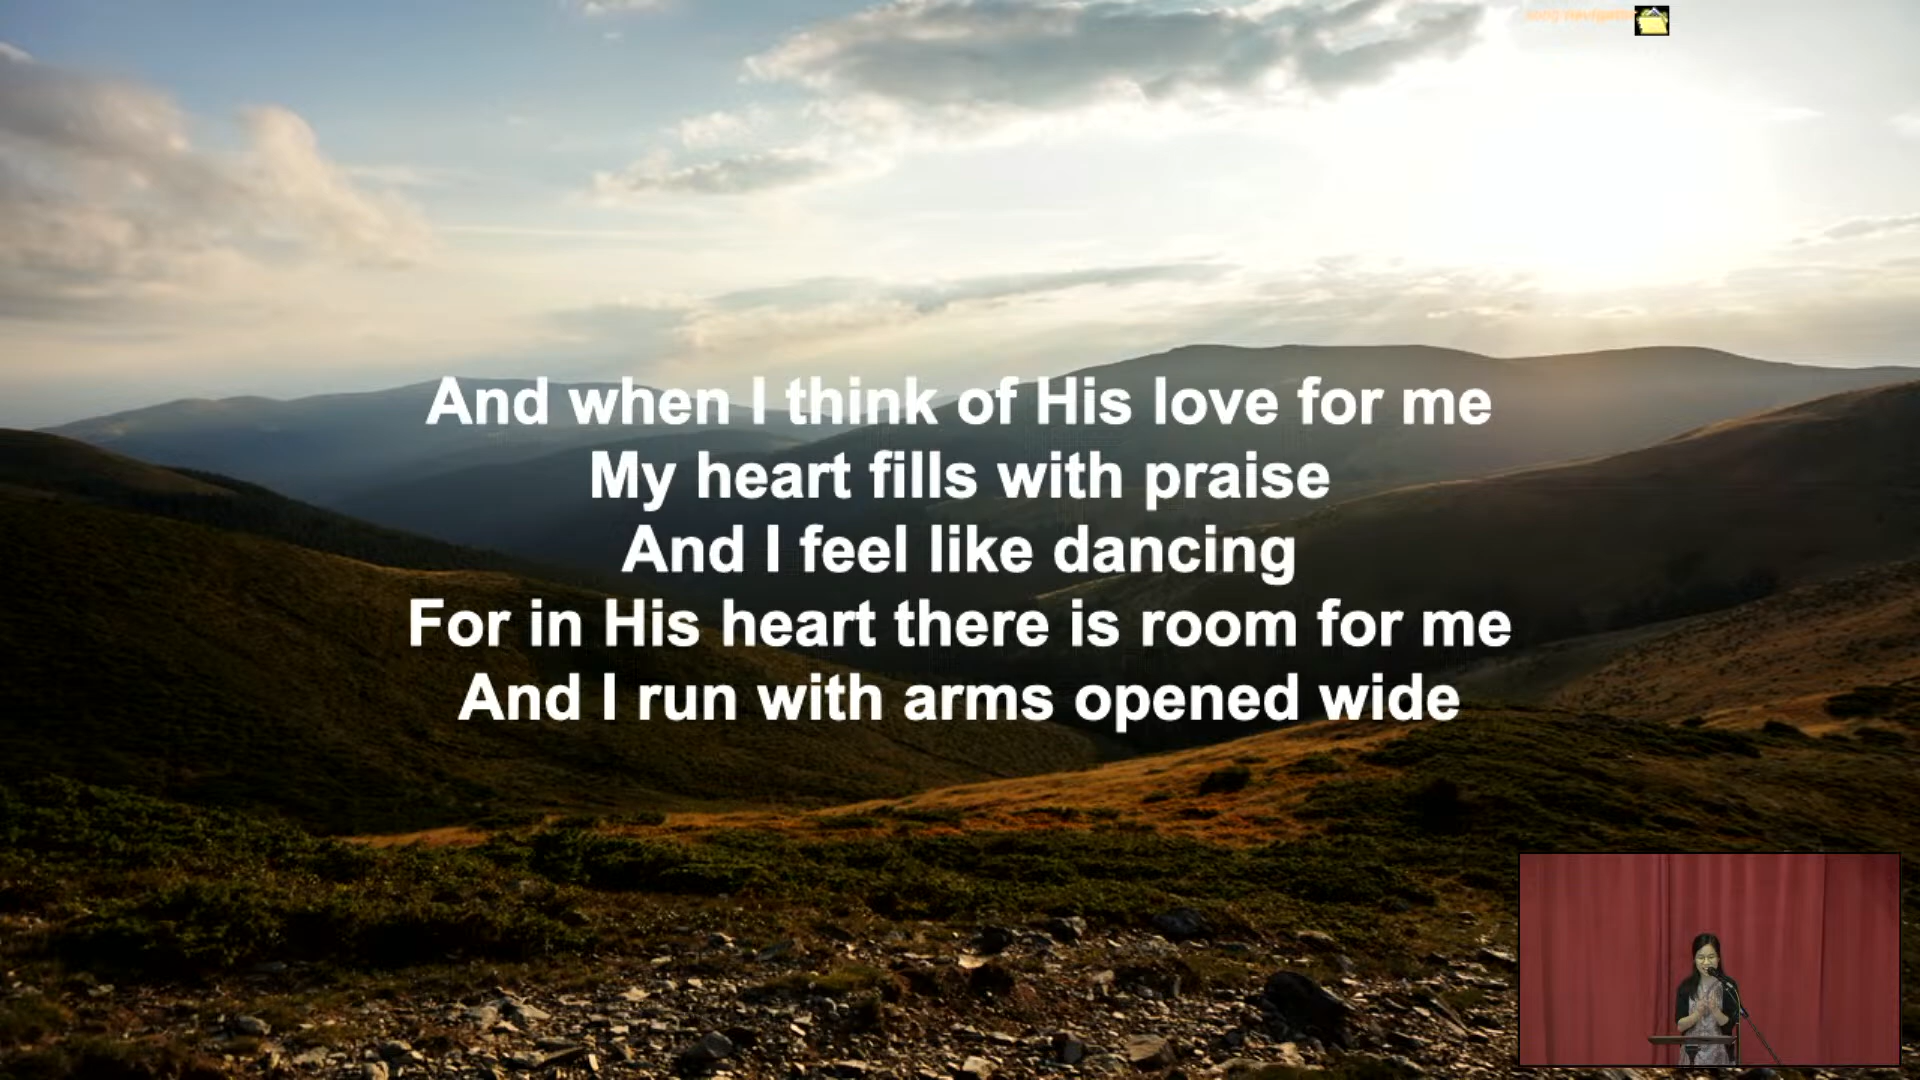 And when I think of His love for me
My heart fills with praise
And I feel like dancing
For in His heart there is room for me
And I run with arms opened wide